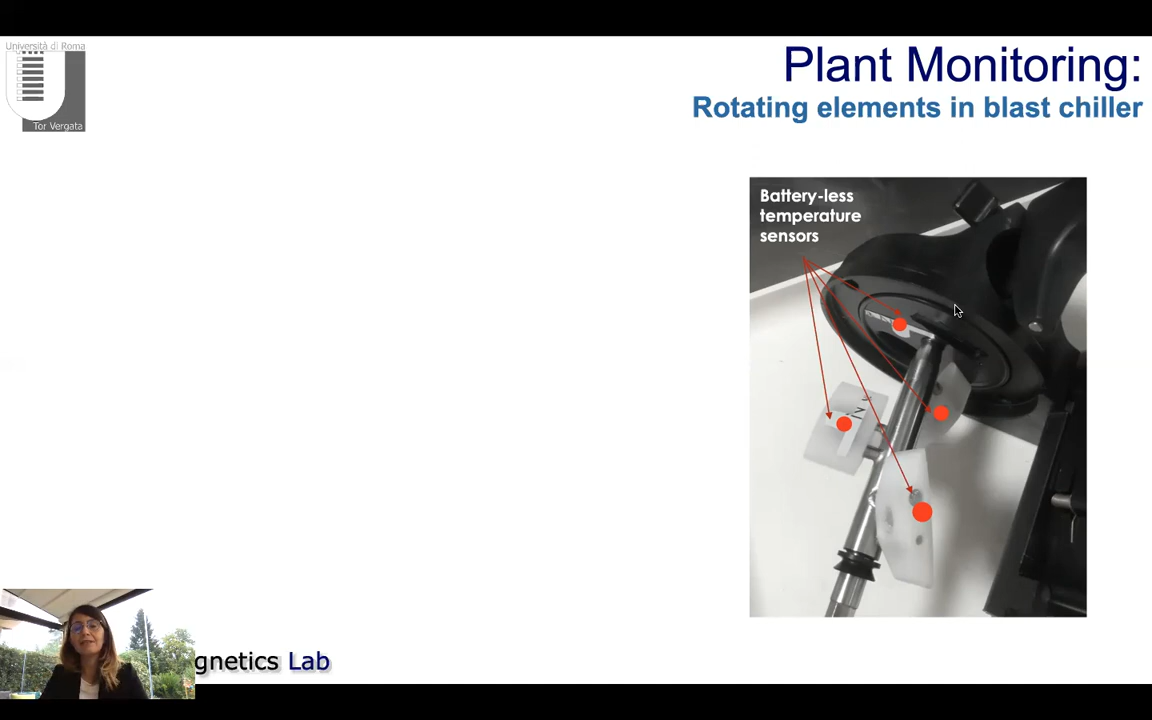 Università di Roma
Tor Vergata
Plant Monitoring:
Rotating elements in blast chiller
Battery-less
temperature
sensors
gnetics Lab